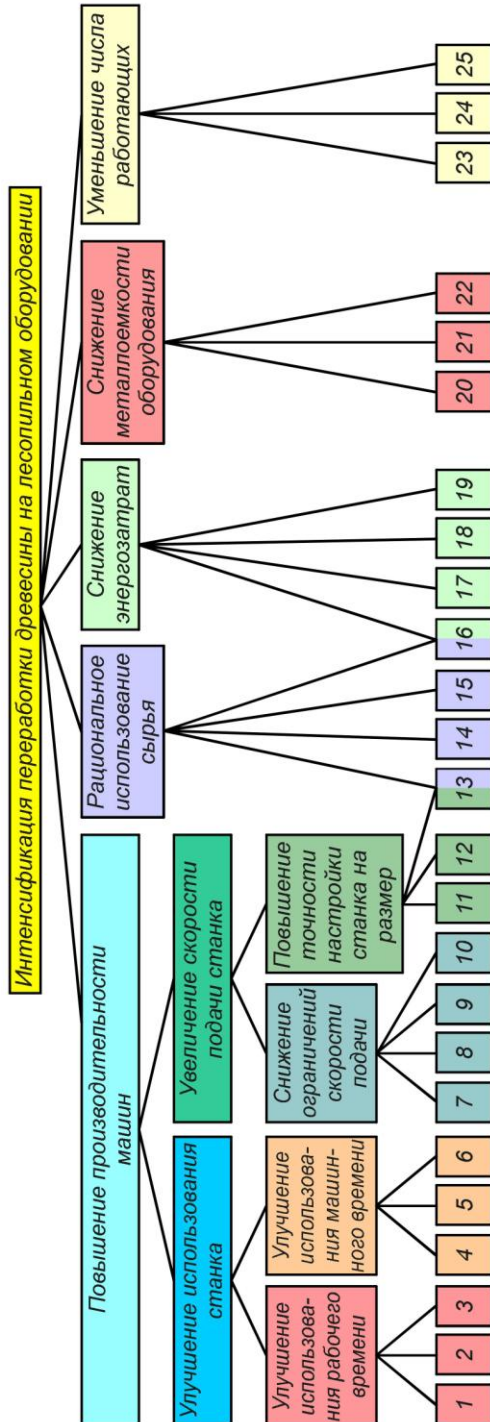 Интенсификация переработки древесины на лесопильном оборудовании
Повышение производительности
машин
Рациональное
использование
сырья
Снижение
энергозатрат
Снижение
металлоемкости
оборудования
Уменьшение числа
работающих
Улучшение использования
станка
Увеличение скорости
подачи станка
Улучшение
использова-
ния рабочего
времени
Улучшение
использова-
ния машин-
ного времени
Снижение
ограничений
скорости
подачи
Повышение
точности
настройки
станка на
размер
1
2
3
4
5
6
7
8
9
10
11
12
13
14
15
16
17
18
19
20
21
22
23
24
25